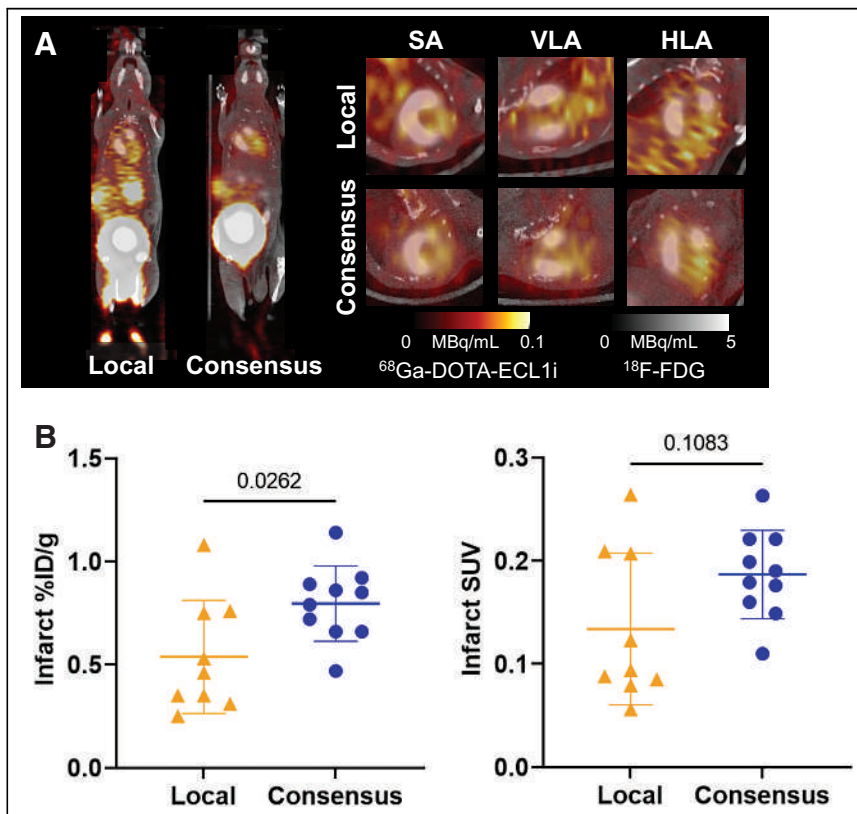 A
SA VLA HLA
Local
Consensus
Local Consensus
0 MBq/mL 0.1
0 MBq/mL 5
⁶⁸Ga-DOTA-ECL1i
¹⁸F-FDG
B
Infarct %ID/g
1.5
1.0
0.5
0.0
0.0262
Local Consensus
Infarct SUV
0.3
0.2
0.1
0.0
0.1083
Local Consensus